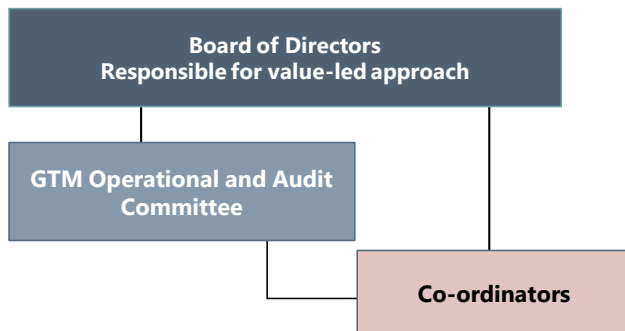 Board of Directors
Responsible for value-led approach
GTM Operational and Audit
Committee
Co-ordinators